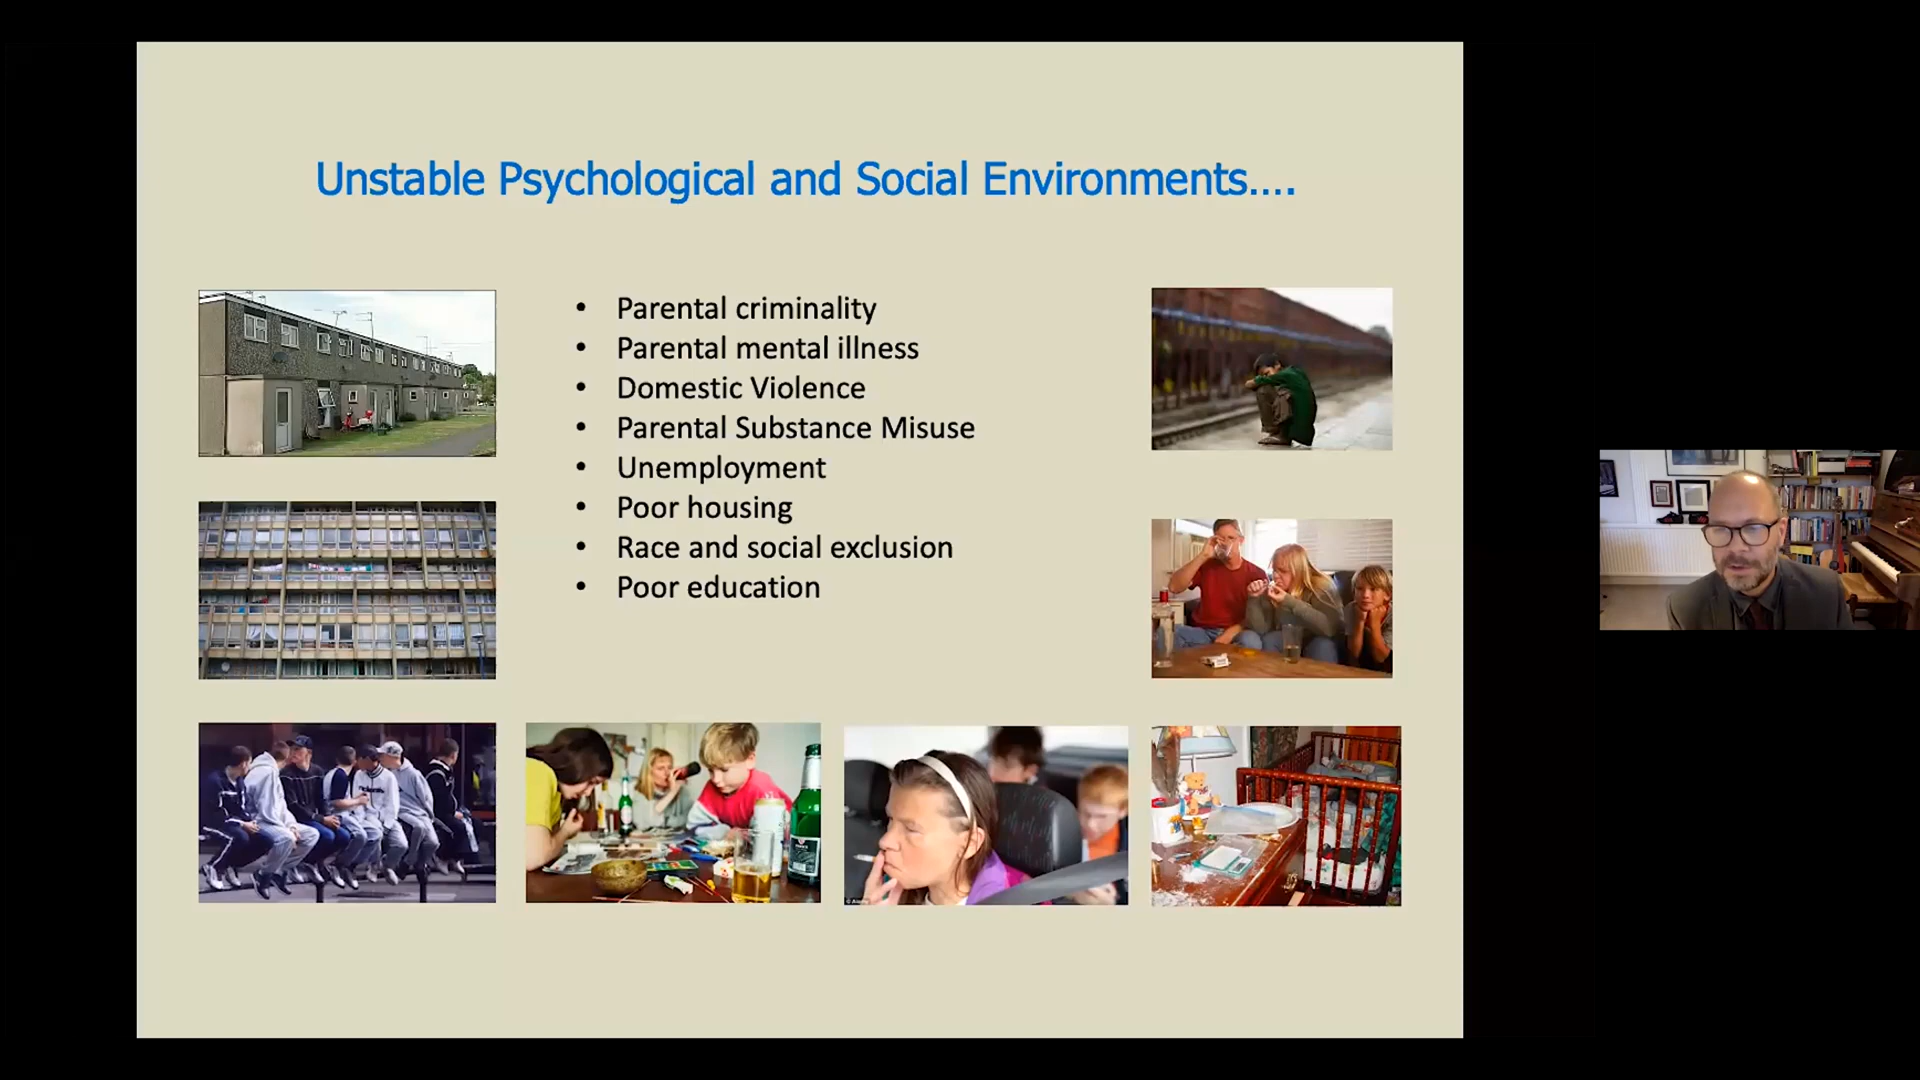 Unstable Psychological and Social Environments....
• Parental criminality
• Parental mental illness
• Domestic Violence
• Parental Substance Misuse
• Unemployment
• Poor housing
• Race and social exclusion
• Poor education